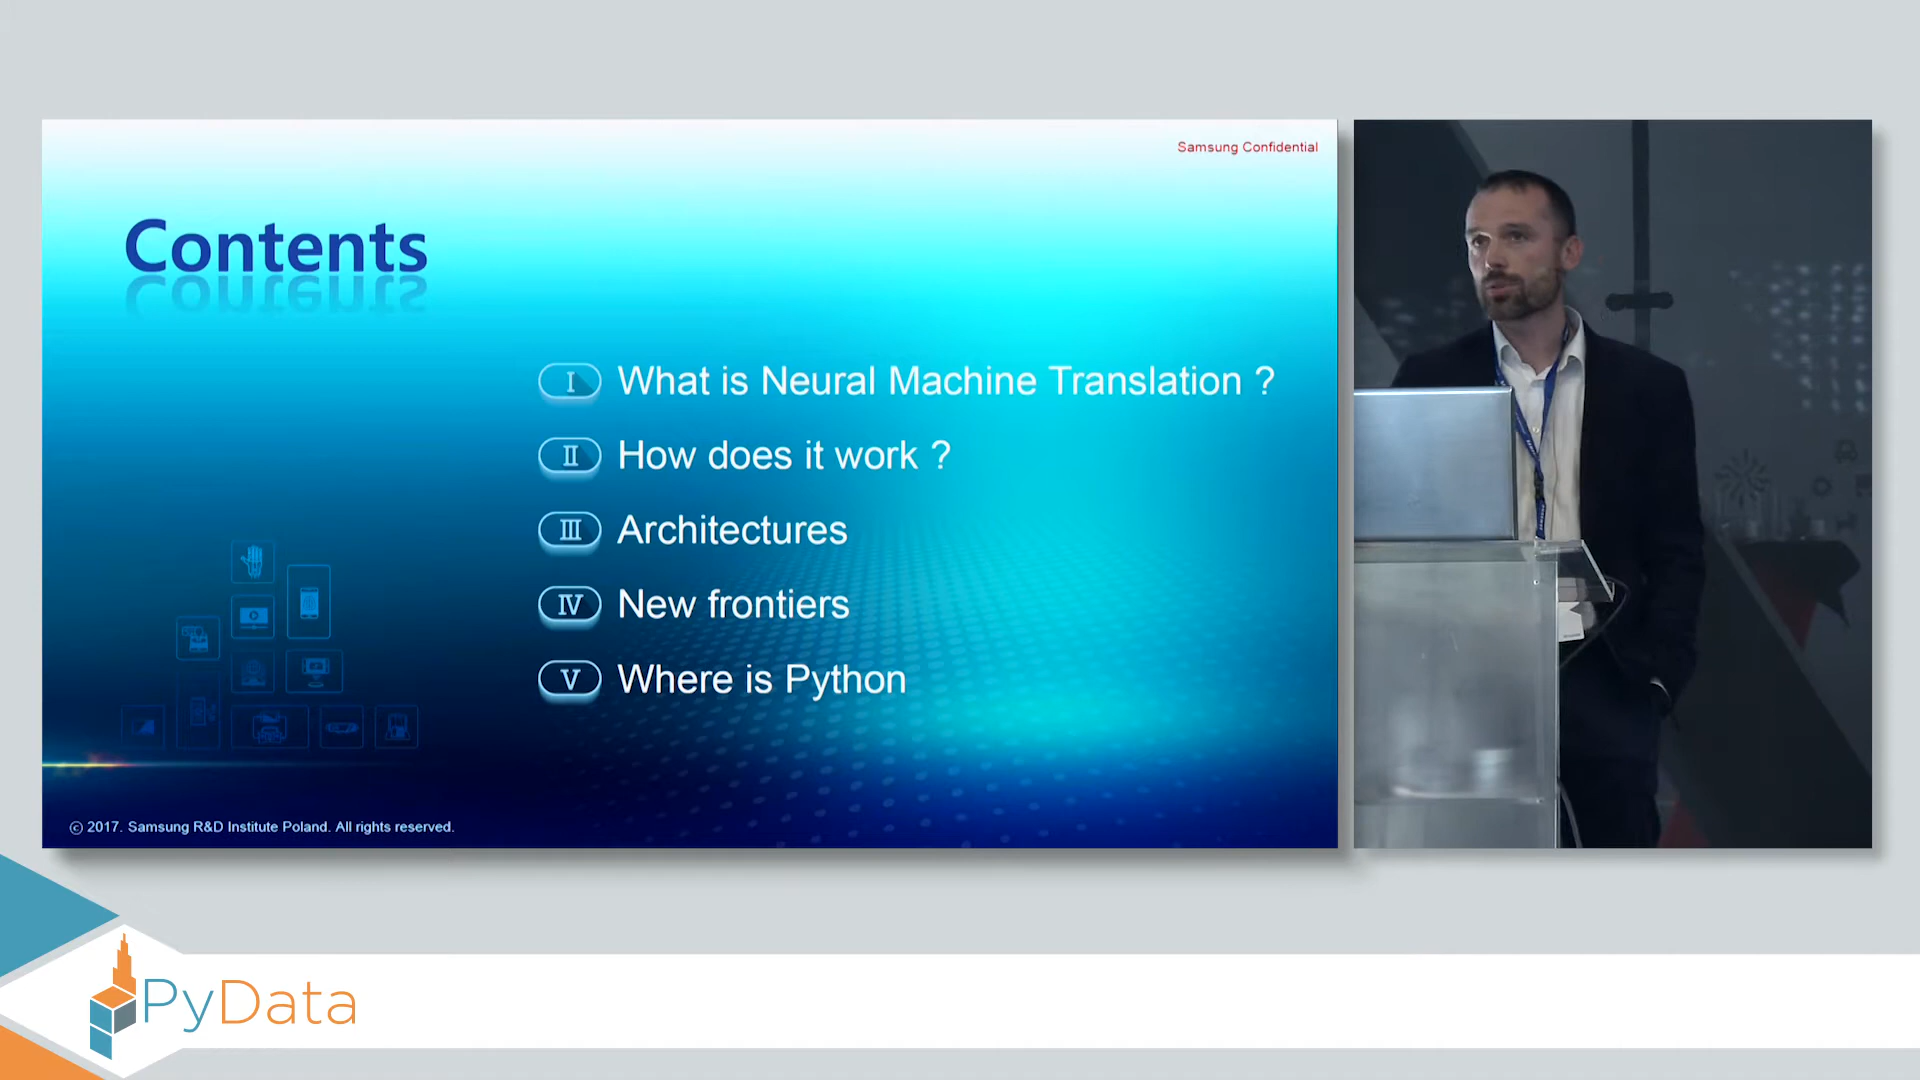 Samsung Confidential
Contents
I What is Neural Machine Translation ?
II How does it work ?
III Architectures
IV New frontiers
V Where is Python
© 2017. Samsung R&D Institute Poland. All rights reserved.
PyData